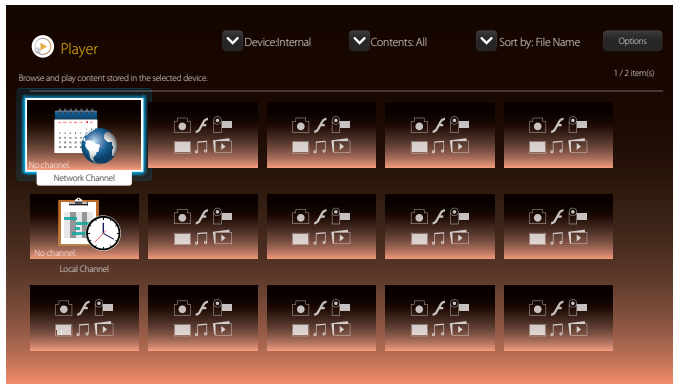 Player
Device:Internal
Contents: All
Sort by: File Name
Options
Browse and play content stored in the selected device.
1 / 2 item(s)
No channel.
Network Channel
No channel.
Local Channel